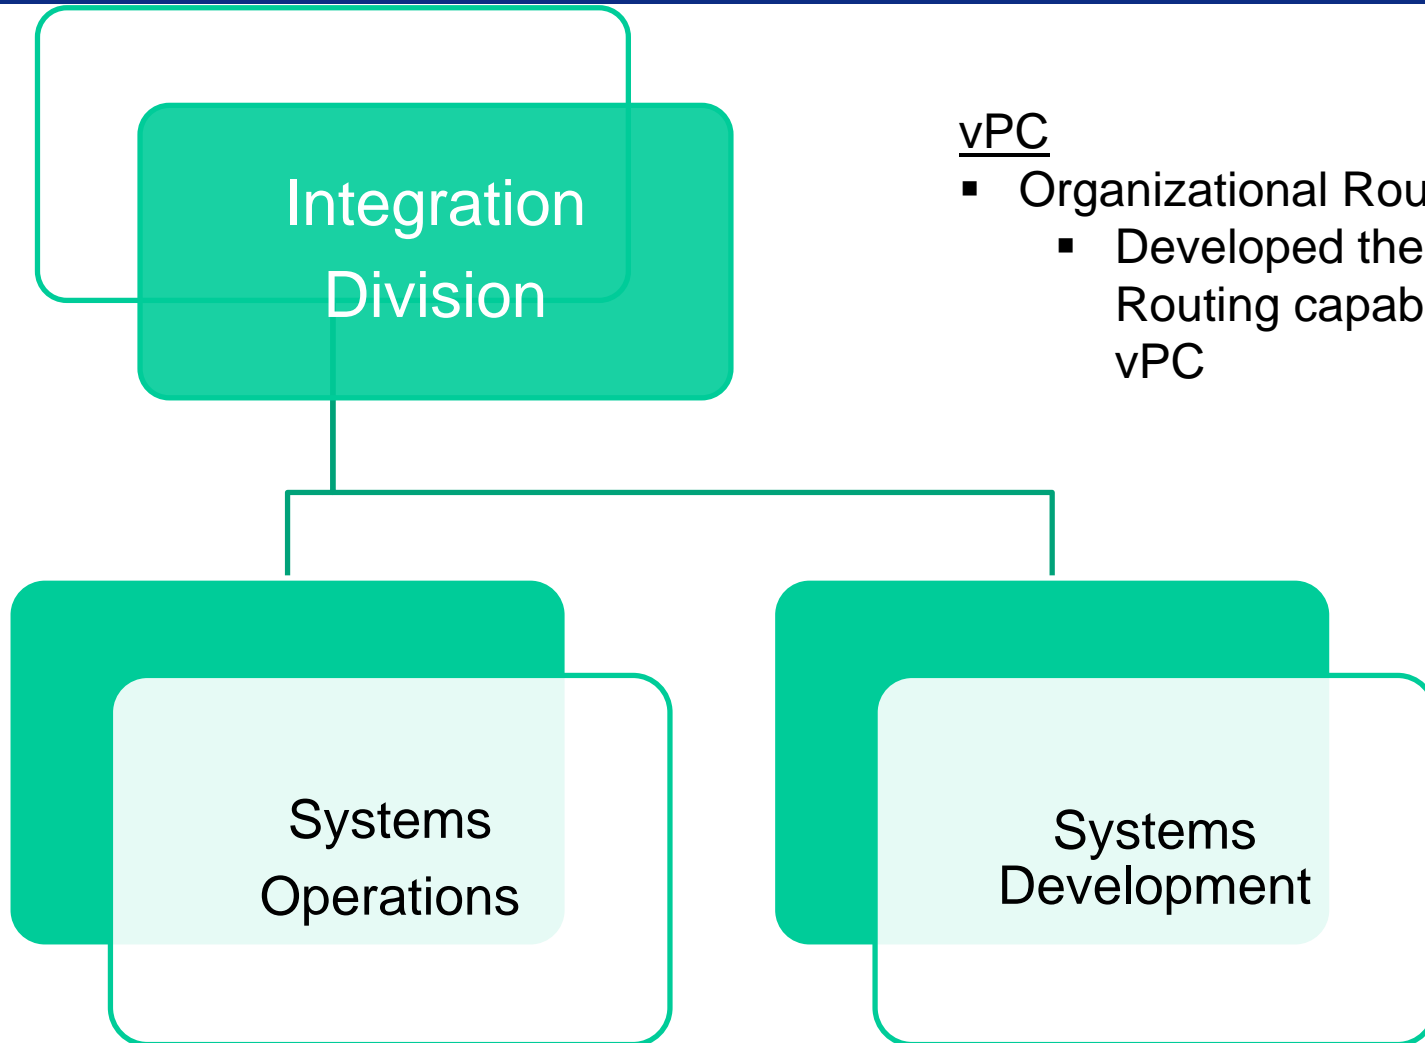 Integration
Division
vPC
▪ Organizational Rou
▪ Developed the
Routing capab
vPC
Systems
Operations
Systems
Development